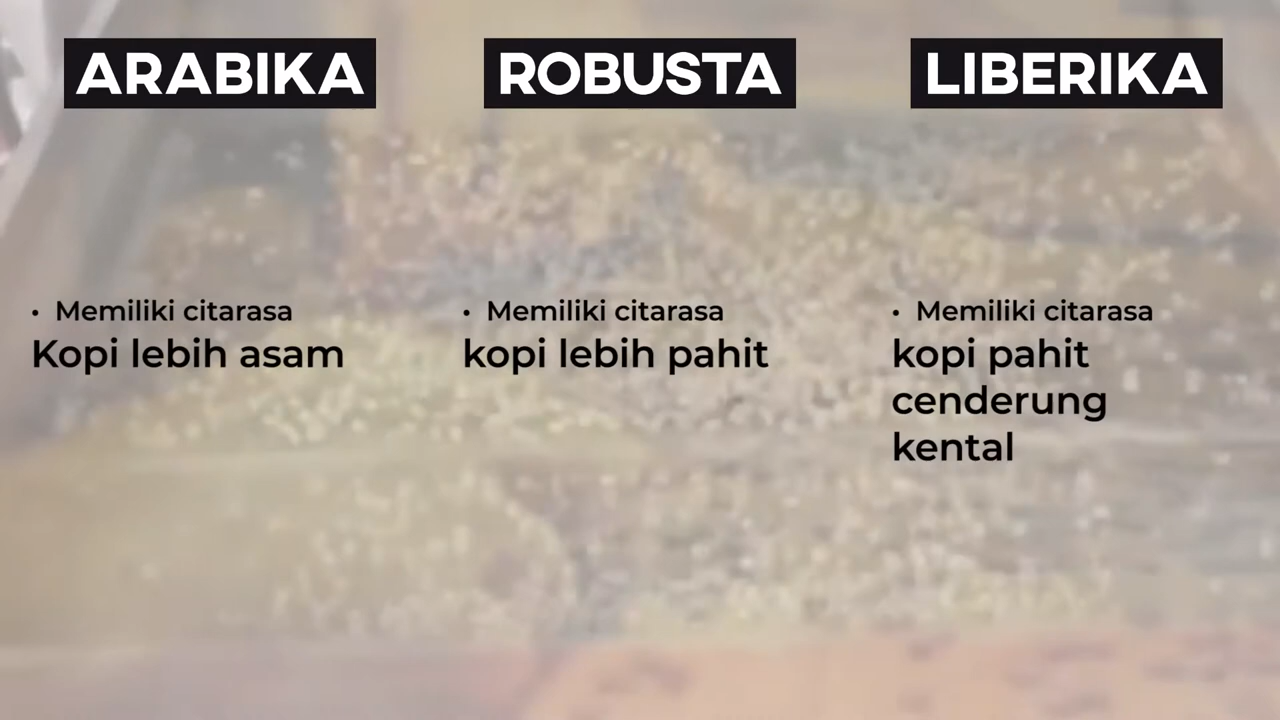 ARABIKA
• Memiliki citarasa
Kopi lebih asam
ROBUSTA
• Memiliki citarasa
kopi lebih pahit
LIBERIKA
• Memiliki citarasa
kopi pahit
cenderung
kental